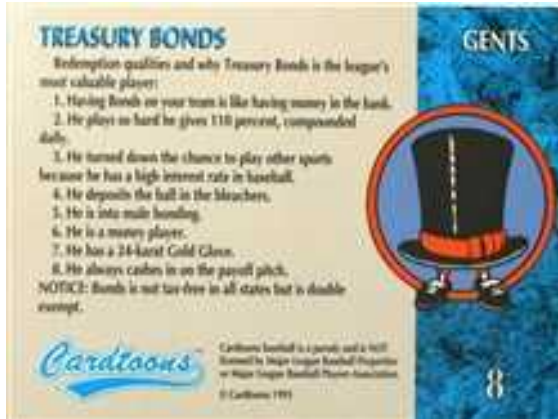 TREASURY BONDS
GENTS
Redemption qualities and why Treasury Bonds is the league's
most valuable player:
1. Having Bonds on your team is like having money in the bank.
2. He plays so hard he gives 110 percent, compounded
daily.
3. He turned down the chance to play other sports
because he has a high interest rate in baseball.
4. He deposits the ball in the bleachers.
5. He is into male bonding.
6. He is a money player.
7. He has a 24-karat Gold Glove.
8. He always cashes in on the payoff pitch.
NOTICE: Bonds is not tax-free in all states but is double
exempt.
Cardtoons™
Cardtoons baseball is a parody and is NOT
licensed by Major League Baseball Properties
or Major League Baseball Players Association.
© Cardtoons 1993
8